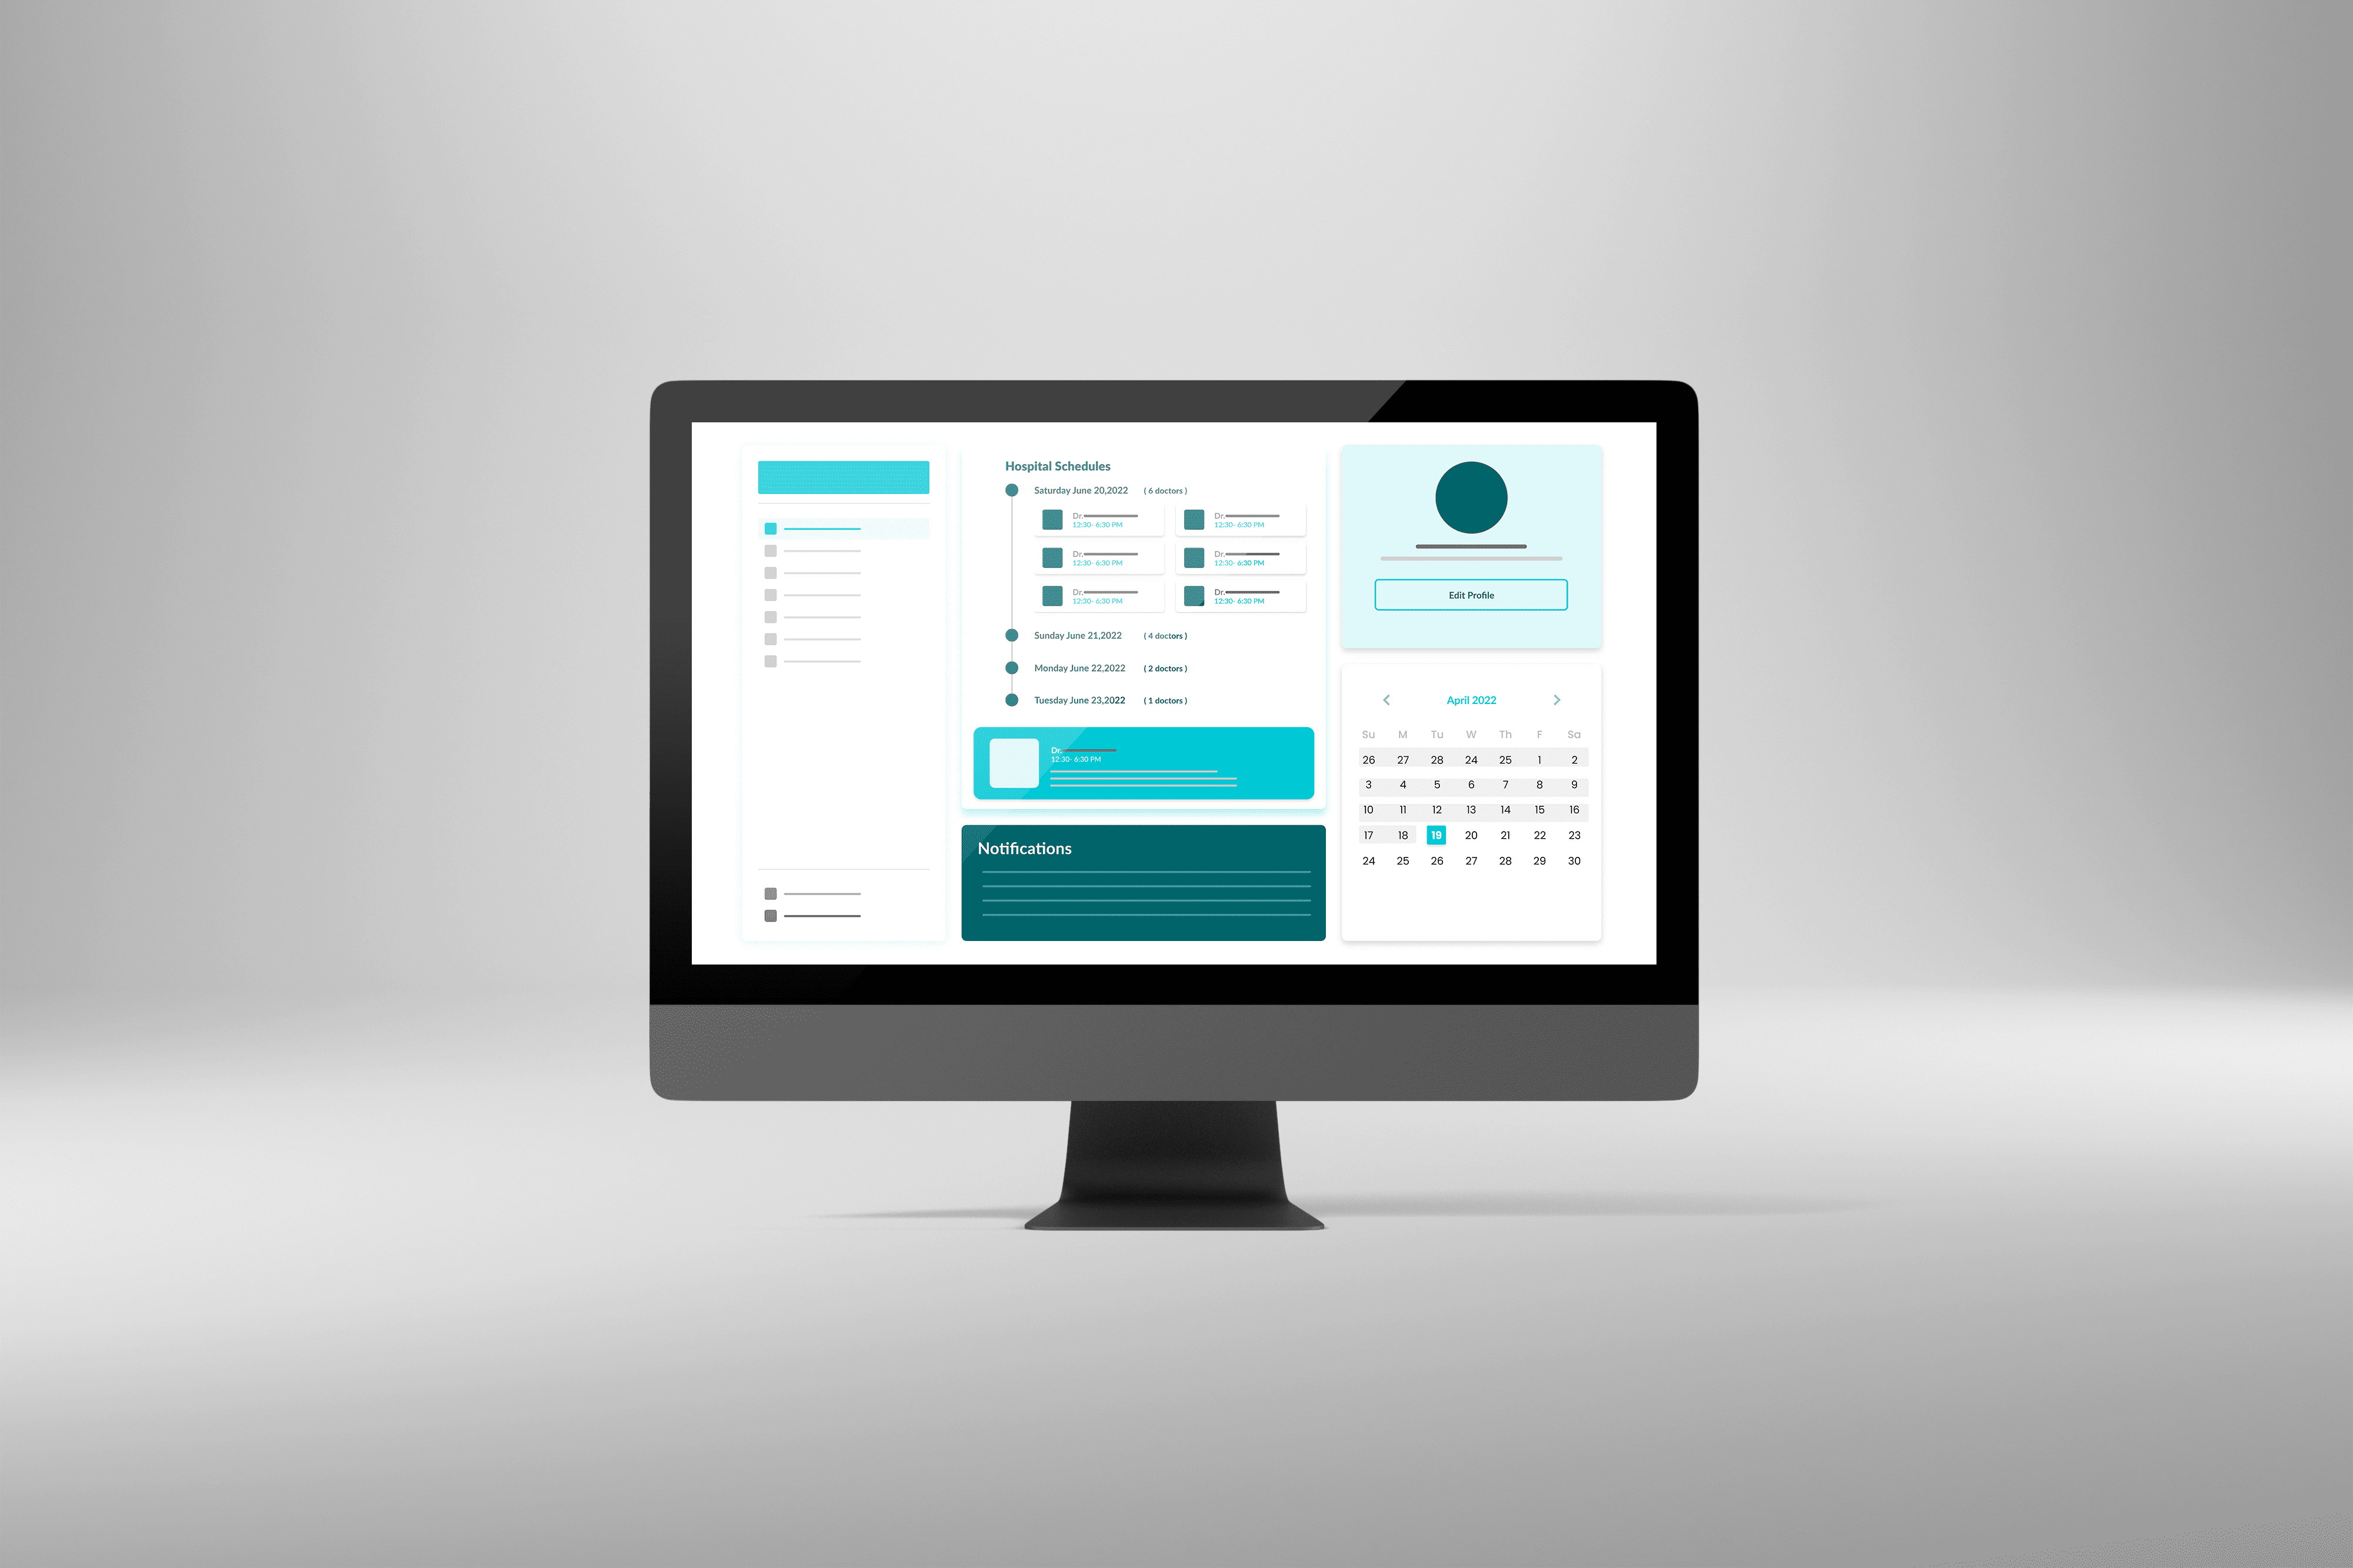 Hospital Schedules
Saturday June 20,2022 ( 6 doctors )
Dr. Dr.
12:30- 6:30 PM 12:30- 6:30 PM
Dr. Dr.
12:30- 6:30 PM 12:30- 6:30 PM
Dr. Dr.
12:30- 6:30 PM 12:30- 6:30 PM
Sunday June 21,2022 ( 4 doctors )
Monday June 22,2022 ( 2 doctors )
Tuesday June 23,2022 ( 1 doctors )
Dr.
12:30- 6:30 PM
Notifications
Edit Profile
April 2022
Su M Tu W Th F Sa
26 27 28 24 25 1 2
3 4 5 6 7 8 9
10 11 12 13 14 15 16
17 18 19 20 21 22 23
24 25 26 27 28 29 30